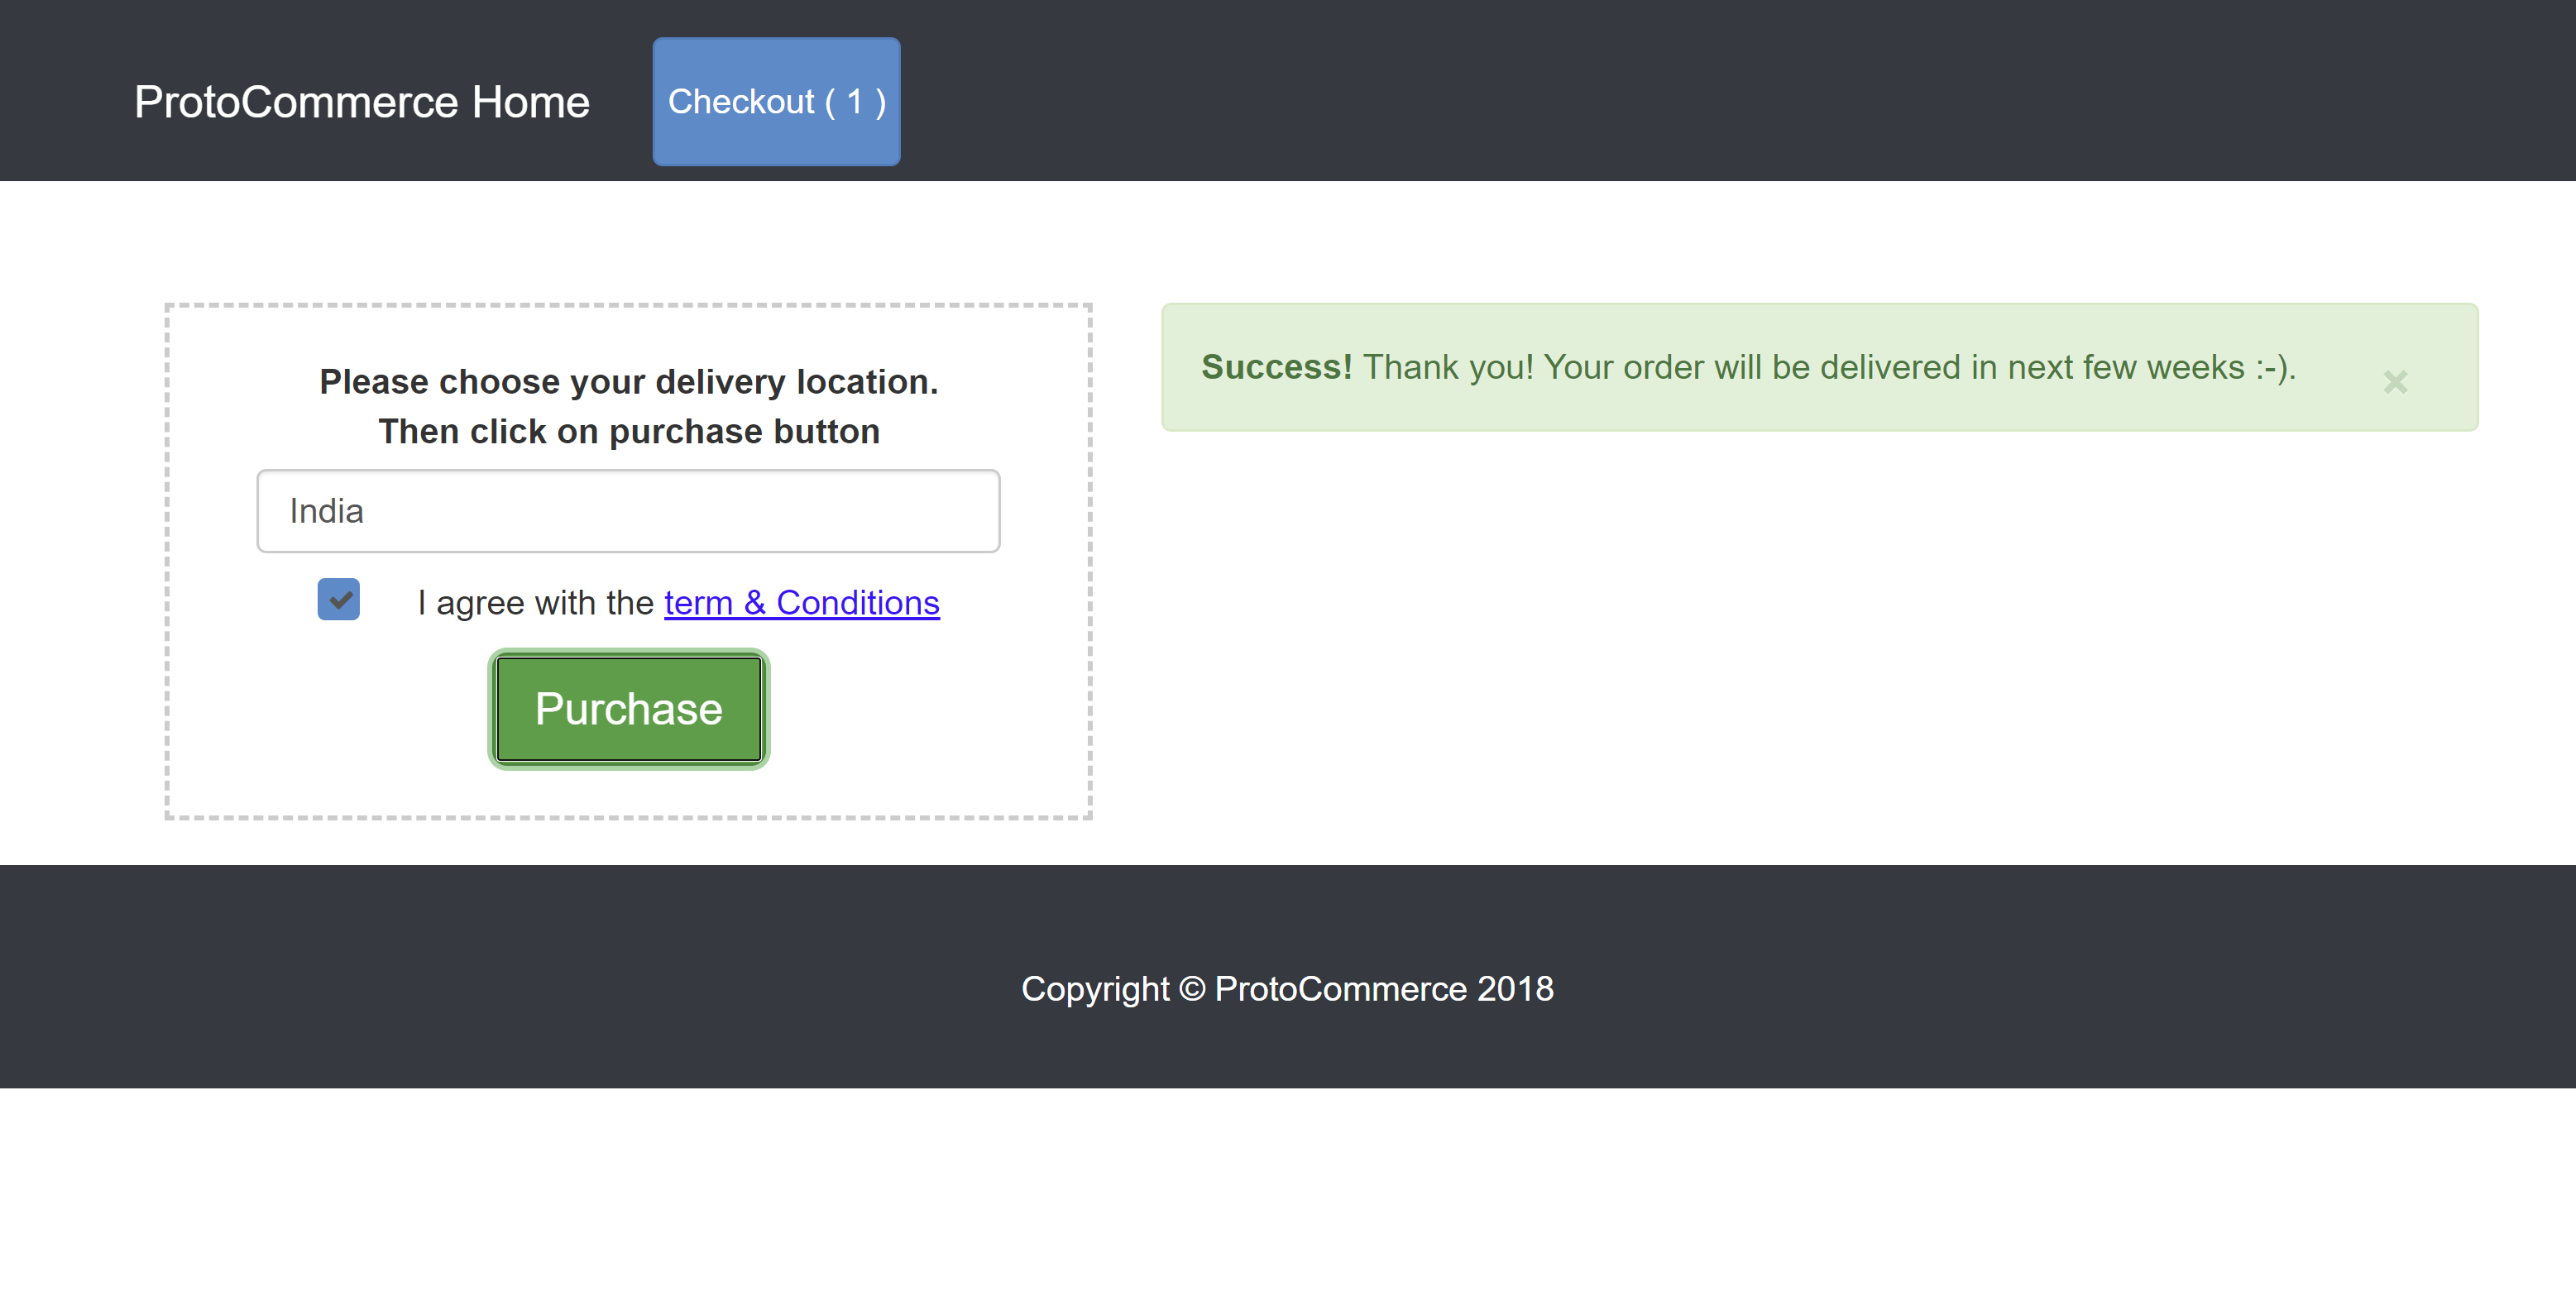 ProtoCommerce Home
Checkout ( 1 )
Please choose your delivery location.
Then click on purchase button
India
I agree with the term & Conditions
Purchase
Success! Thank you! Your order will be delivered in next few weeks :-).
×
Copyright © ProtoCommerce 2018